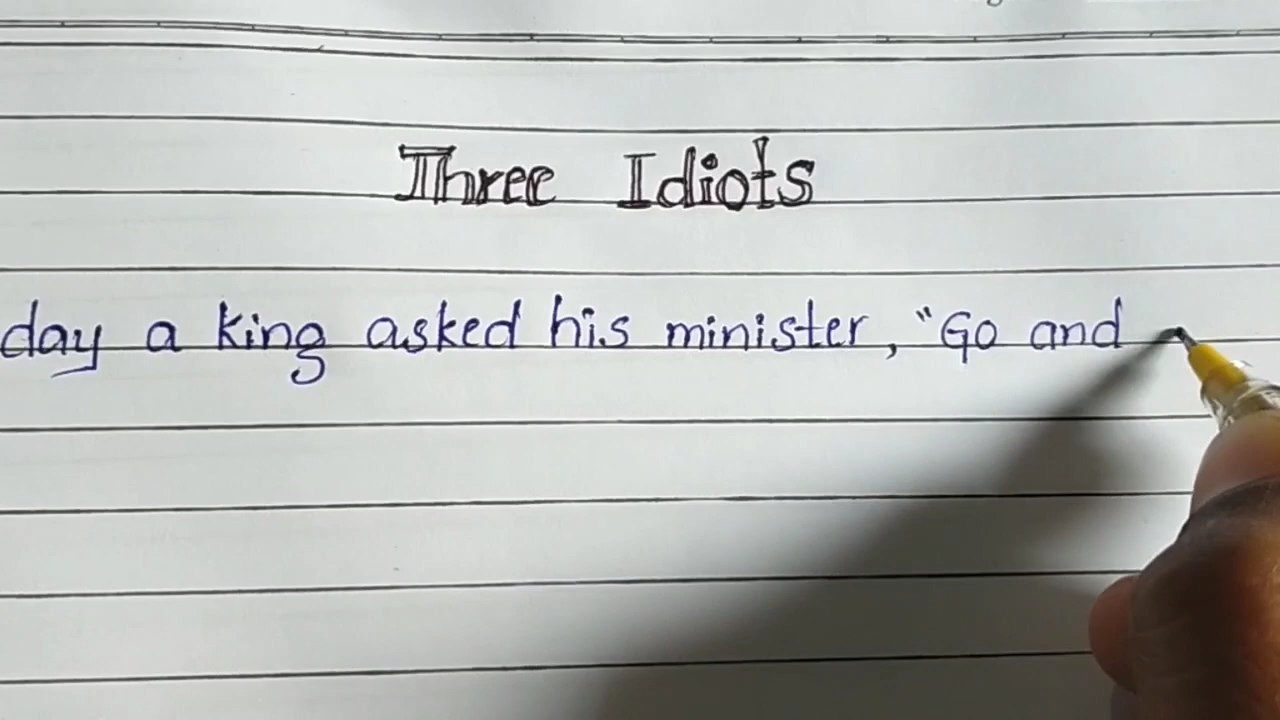 Three Idiots
day a king asked his minister, "Go and